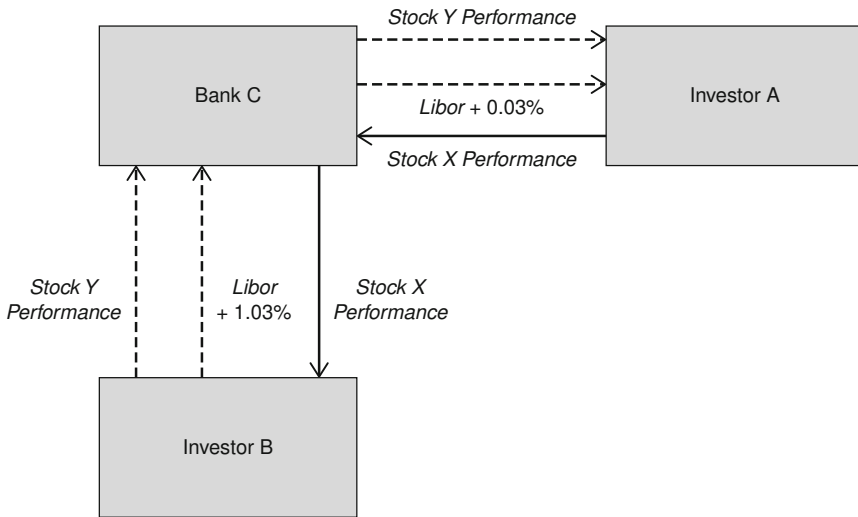 Stock Y Performance
Bank C
Investor A
Libor + 0.03%
Stock X Performance
Stock Y
Performance
Libor
+ 1.03%
Stock X
Performance
Investor B